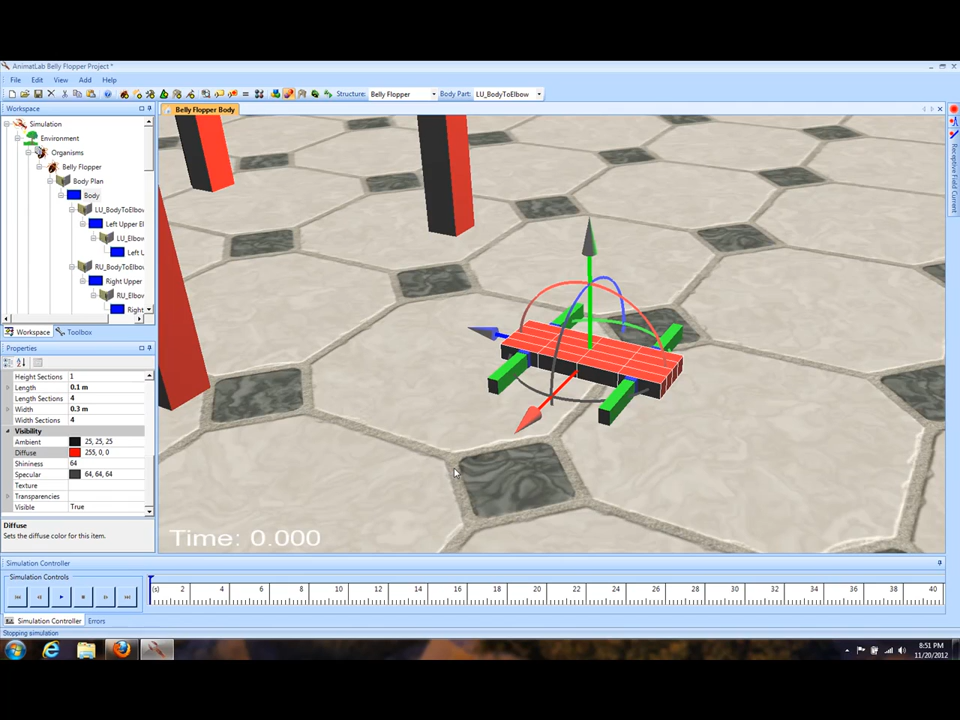 AnimatLab Belly Flopper Project *
File Edit View Add Help
Structure: Belly Flopper Body Part: LU_BodyToElbow
Workspace
Belly Flopper Body
Simulation
Environment
Organisms
Belly Flopper
Body Plan
Body
LU_BodyToElbow
Left Upper El
LU_Elbow
Left U
RU_BodyToElbow
Right Upper
RU_Elbow
Right
Receptive Field Current
Workspace Toolbox
Properties
Height Sections 1
Length 0.1 m
Length Sections 4
Width 0.3 m
Width Sections 4
Visibility
Ambient 25, 25, 25
Diffuse 255, 0, 0
Shininess 64
Specular 64, 64, 64
Texture
Transparencies
Visible True
Diffuse
Sets the diffuse color for this item.
Time: 0.000
Simulation Controller
Simulation Controls
(s) 2 4 6 8 10 12 14 16 18 20 22 24 26 28 30 32 34 36 38 40
Simulation Controller Errors
Stopping simulation
8:51 PM
11/20/2012